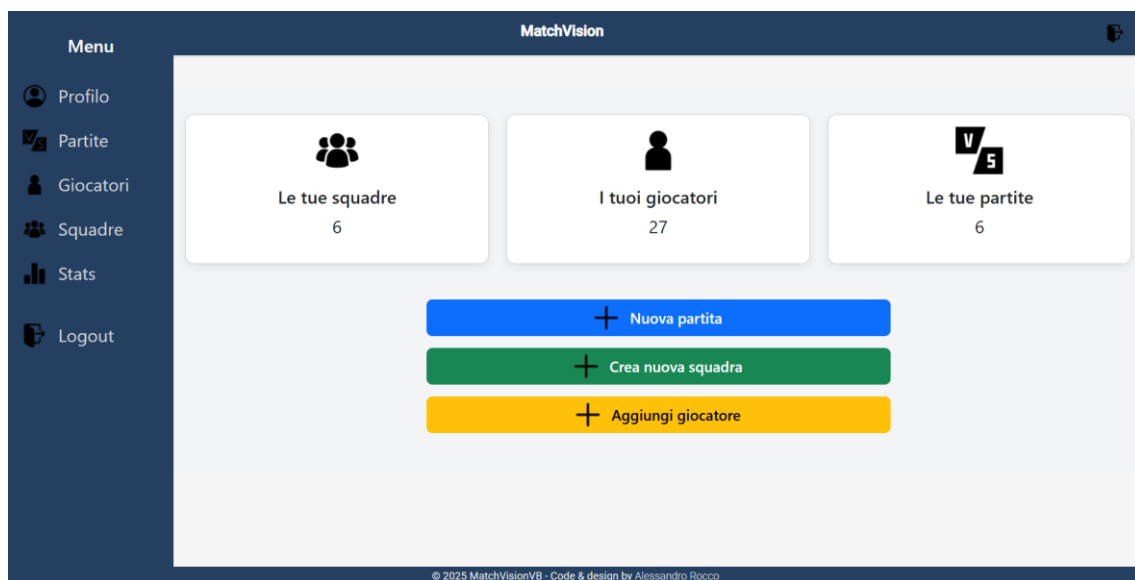 MatchVision
Menu
Profilo
Partite
Giocatori
Squadre
Stats
Logout
Le tue squadre
6
I tuoi giocatori
27
VS
Le tue partite
6
Nuova partita
Crea nuova squadra
Aggiungi giocatore
© 2025 MatchVisionVB - Code & design by Alessandro Rocco